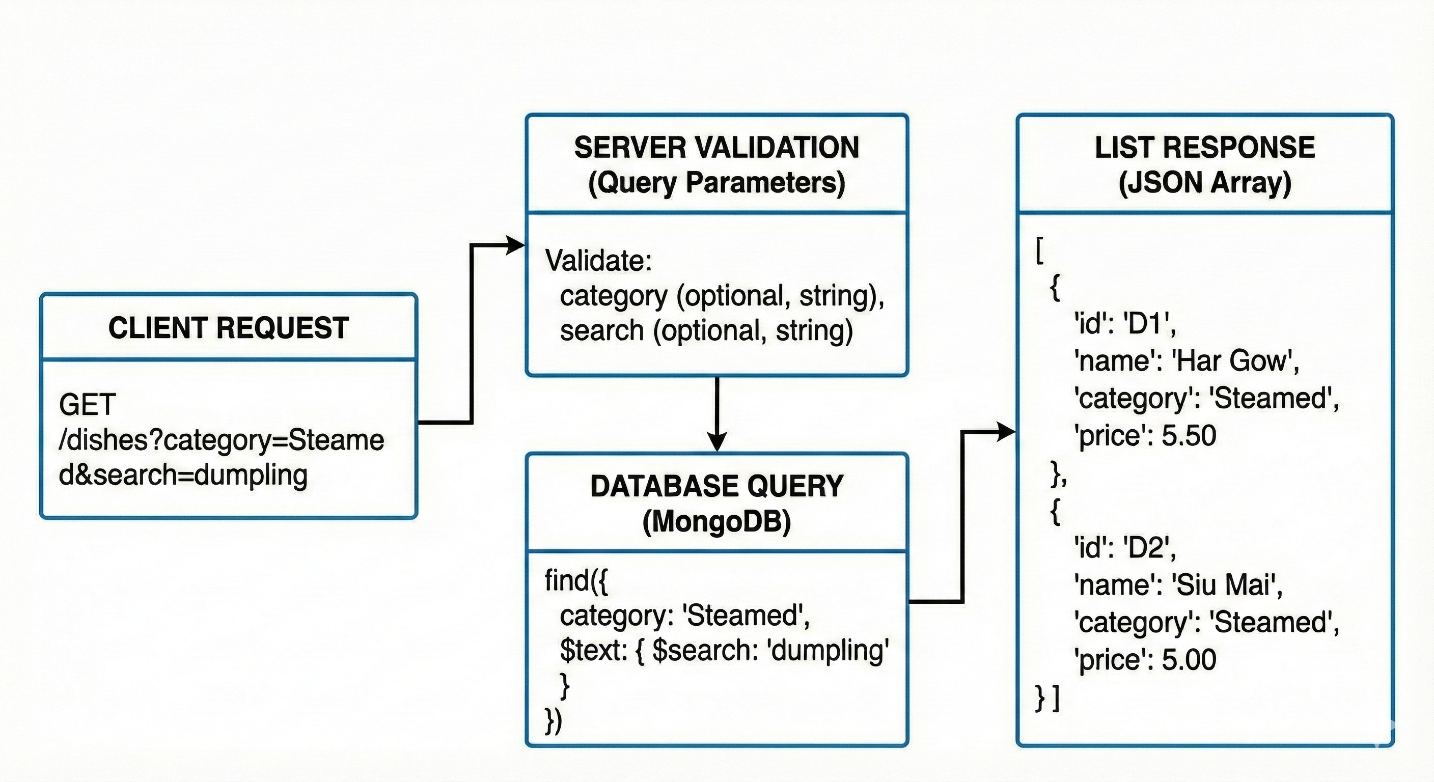 CLIENT REQUEST
GET
/dishes?category=Steame
d&search=dumpling
SERVER VALIDATION
(Query Parameters)
Validate:
category (optional, string),
search (optional, string)
DATABASE QUERY
(MongoDB)
find({
category: 'Steamed',
$text: { $search: 'dumpling'
}
})
LIST RESPONSE
(JSON Array)
[
{
'id': 'D1',
'name': 'Har Gow',
'category': 'Steamed',
'price': 5.50
},
{
'id': 'D2',
'name': 'Siu Mai',
'category': 'Steamed',
'price': 5.00
} ]